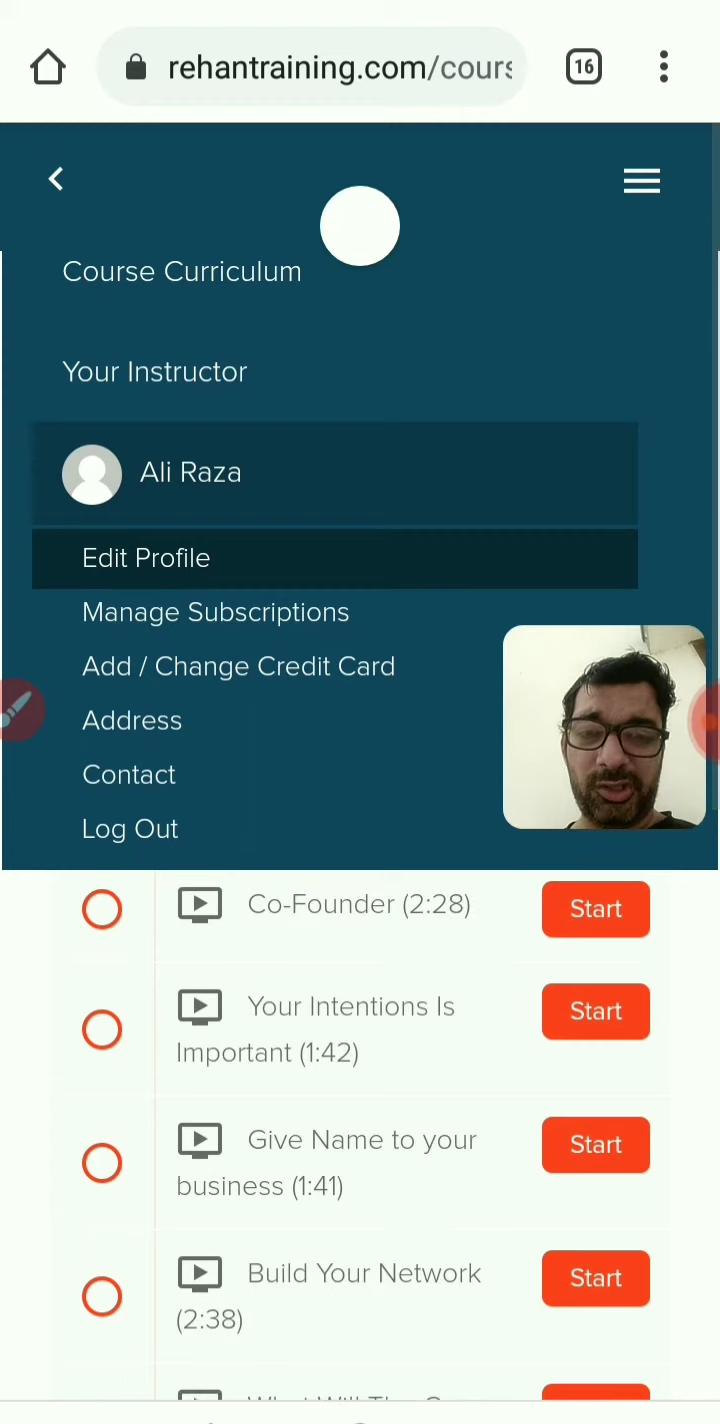 rehantraining.com/cours
16
Course Curriculum
Your Instructor
Ali Raza
Edit Profile
Manage Subscriptions
Add / Change Credit Card
Address
Contact
Log Out
Co-Founder (2:28)
Start
Your Intentions Is
Important (1:42)
Start
Give Name to your
business (1:41)
Start
Build Your Network
(2:38)
Start